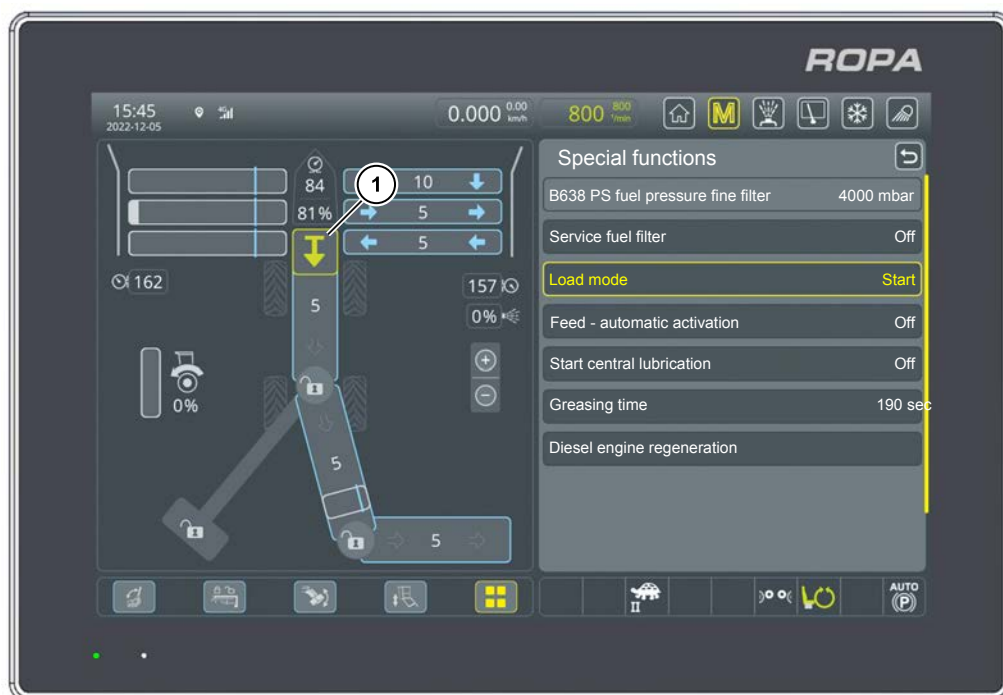 ROPA
15:45
2022-12-05
4G
0.000 0.00 km/h
800 800 1/min
M
Special functions
84
81%
1
10
5
5
162
157
0%
5
0%
5
5
B638 PS fuel pressure fine filter 4000 mbar
Service fuel filter Off
Load mode Start
Feed - automatic activation Off
Start central lubrication Off
Greasing time 190 sec
Diesel engine regeneration
II
AUTO
P